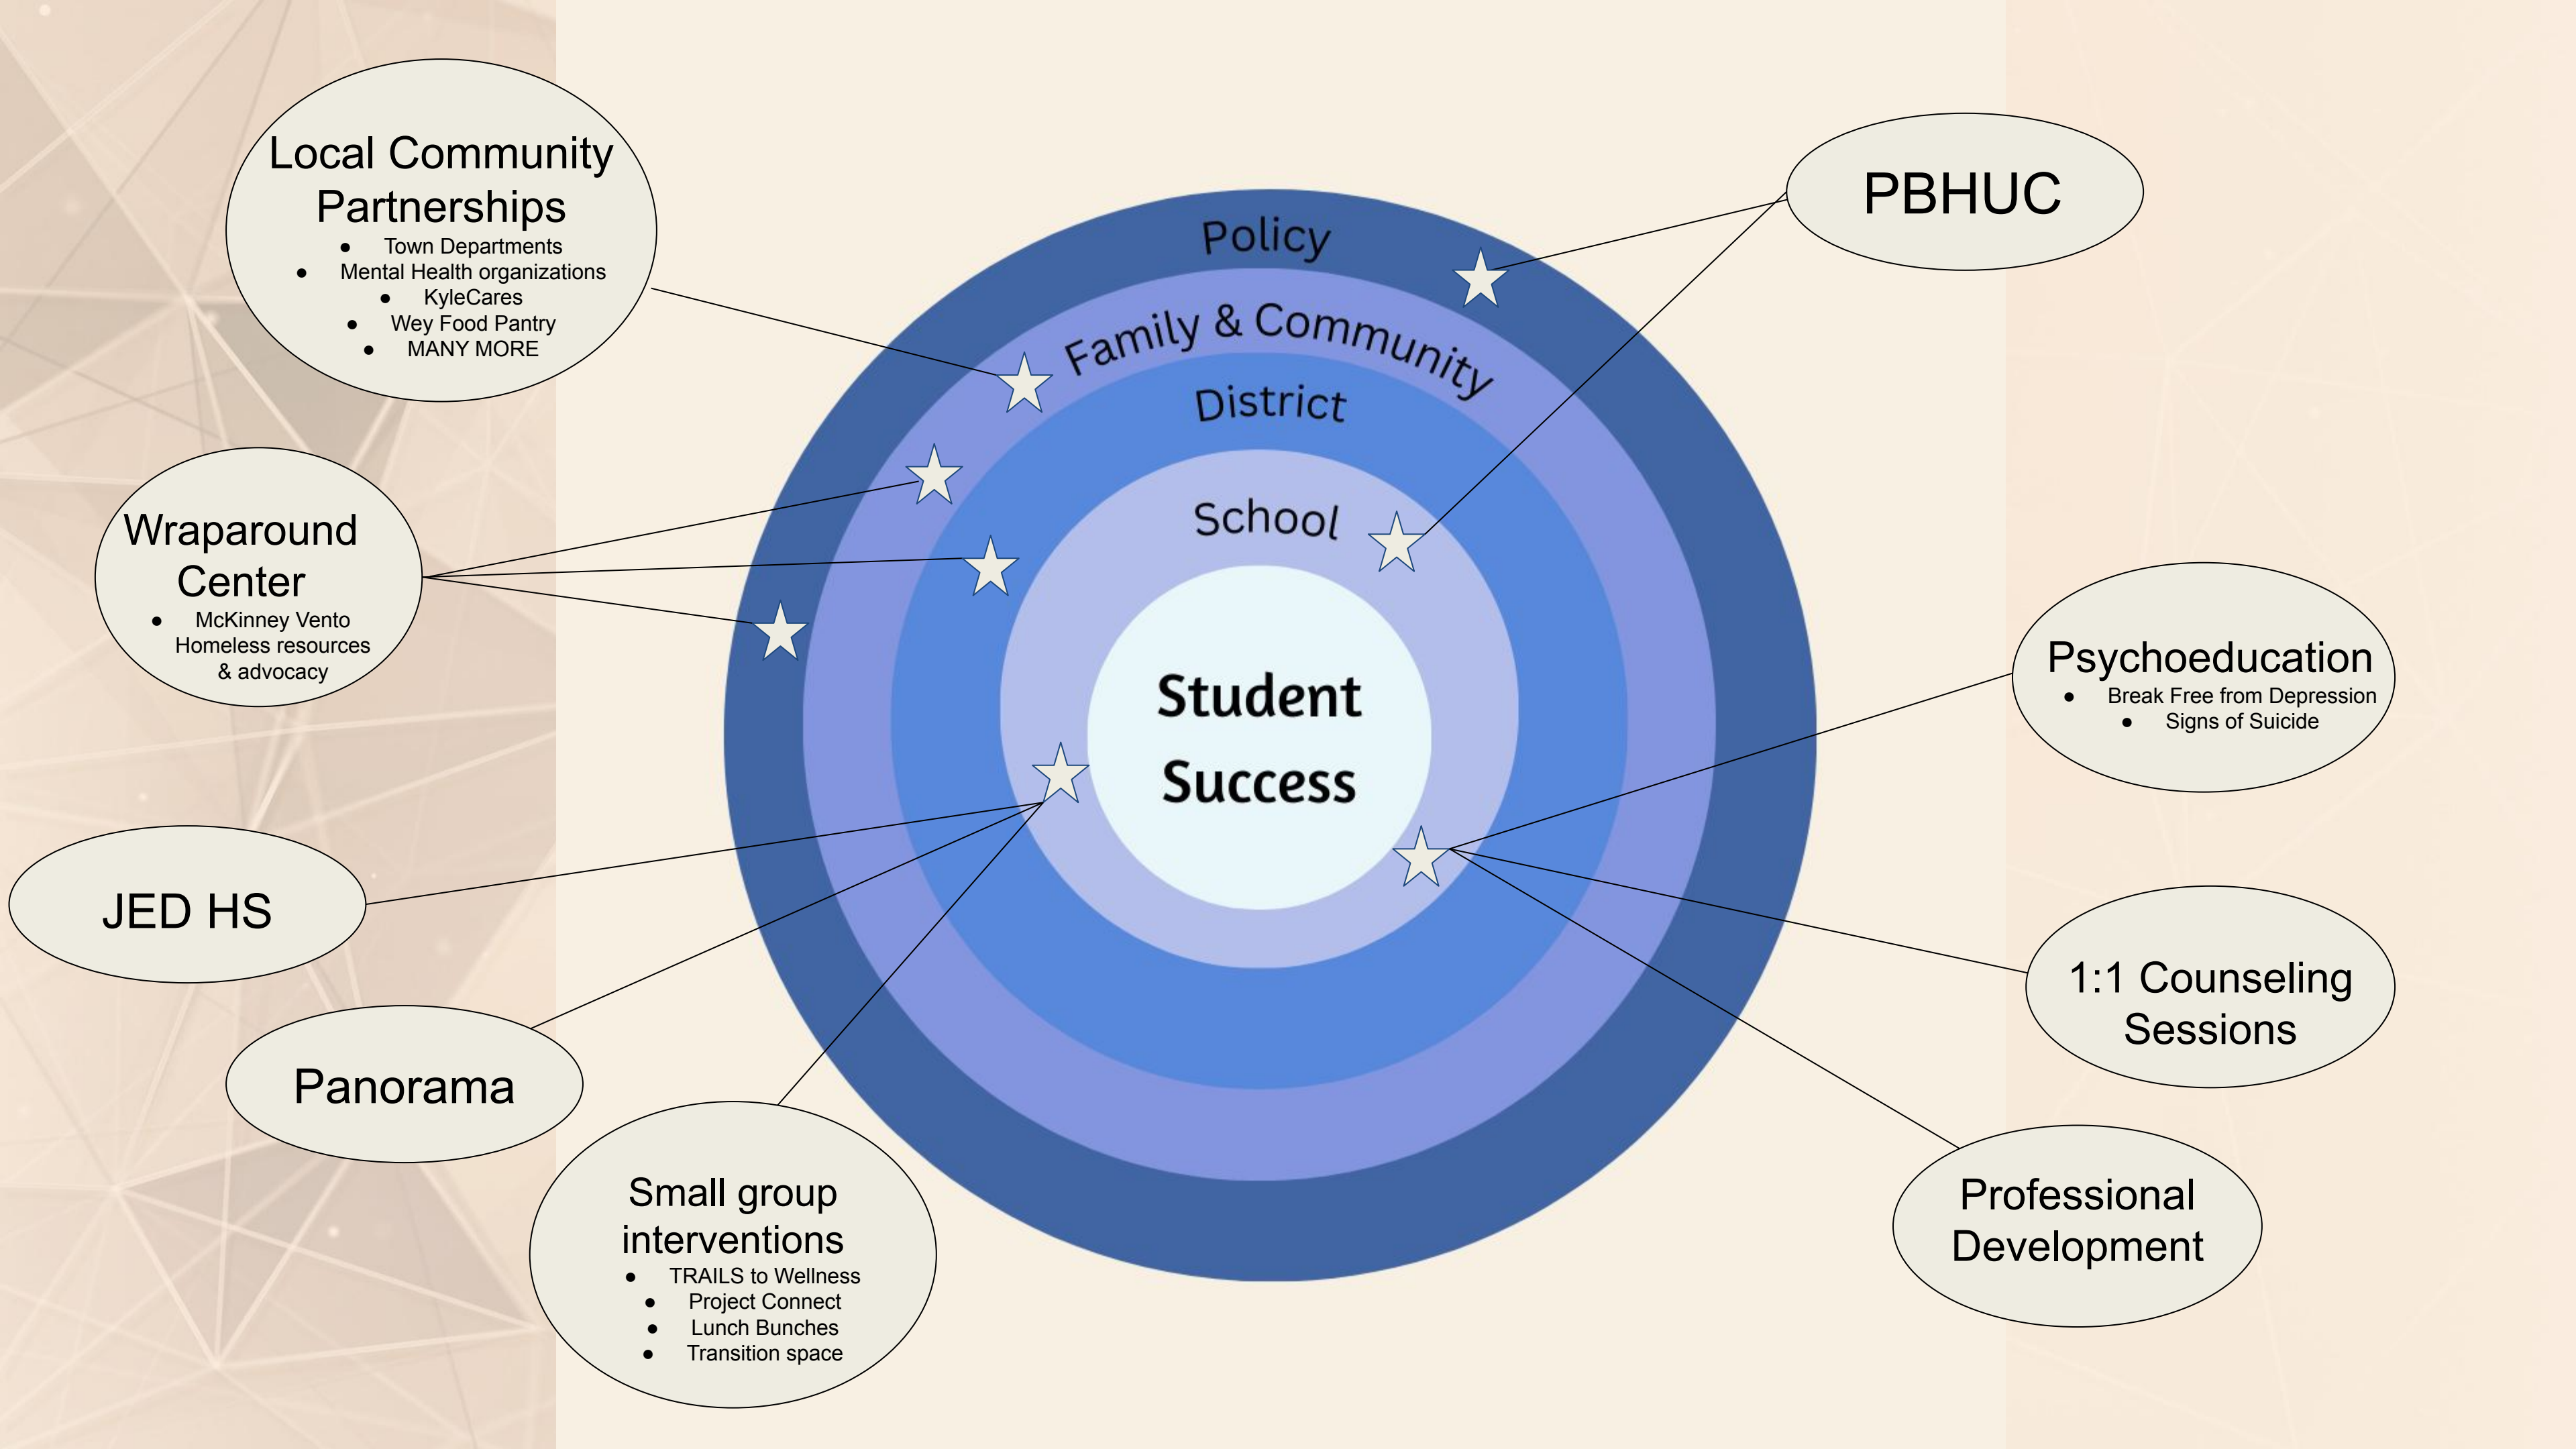 Local Community
Partnerships
● Town Departments
● Mental Health organizations
● KyleCares
● Wey Food Pantry
● MANY MORE
PBHUC
Policy
Family & Community
District
School
Student
Success
Wraparound
Center
● McKinney Vento
Homeless resources
& advocacy
Psychoeducation
● Break Free from Depression
● Signs of Suicide
JED HS
1:1 Counseling
Sessions
Panorama
Small group
interventions
● TRAILS to Wellness
● Project Connect
● Lunch Bunches
● Transition space
Professional
Development